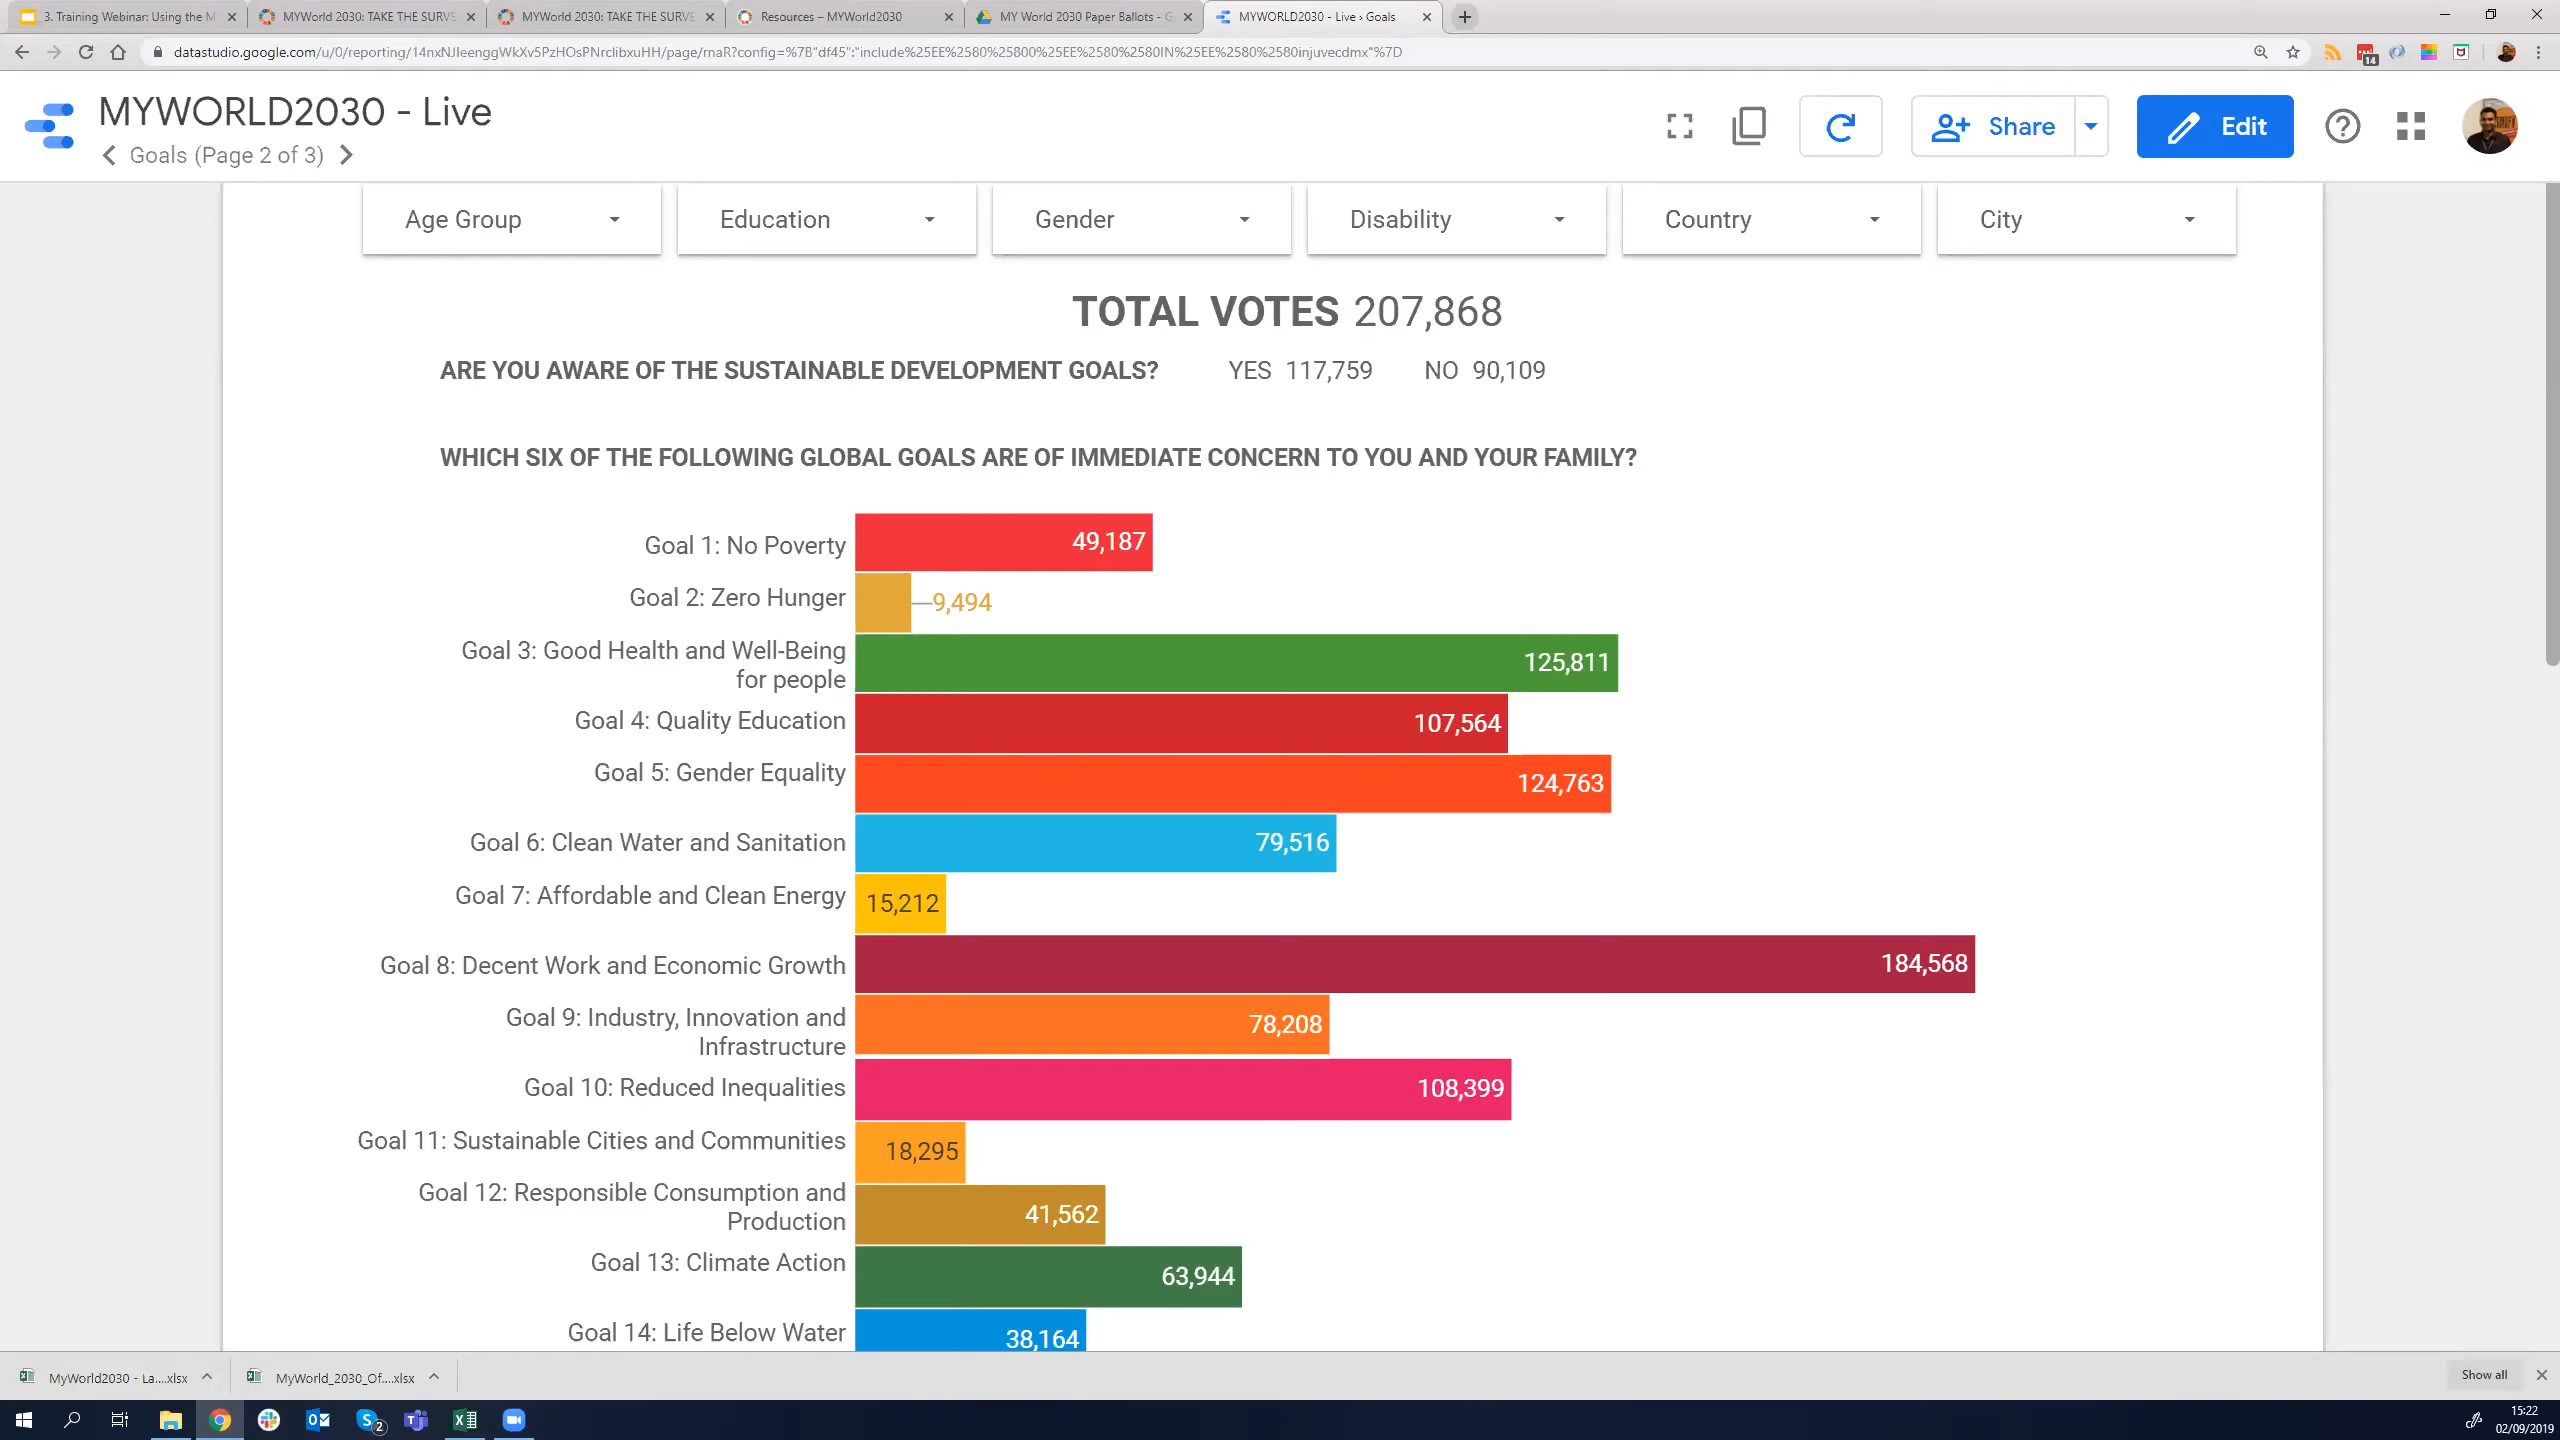 3. Training Webinar: Using the M
MYWorld 2030: TAKE THE SURVE
MYWorld 2030: TAKE THE SURVE
Resources – MYWorld2030
MY World 2030 Paper Ballots - G
MYWORLD2030 - Live › Goals
datastudio.google.com/u/0/reporting/14nxNJIeenggWkXv5PzHOsPNrcIibxuHH/page/rnaR?config=%7B"df45":"include%25EE%2580%25800%25EE%2580%2580IN%25EE%2580%2580injuvecdmx"%7D
14
MYWORLD2030 - Live
Goals (Page 2 of 3)
Share
Edit
Age Group
Education
Gender
Disability
Country
City
TOTAL VOTES 207,868
ARE YOU AWARE OF THE SUSTAINABLE DEVELOPMENT GOALS? YES 117,759 NO 90,109
WHICH SIX OF THE FOLLOWING GLOBAL GOALS ARE OF IMMEDIATE CONCERN TO YOU AND YOUR FAMILY?
Goal 1: No Poverty 49,187
Goal 2: Zero Hunger 9,494
Goal 3: Good Health and Well-Being
for people
125,811
Goal 4: Quality Education 107,564
Goal 5: Gender Equality 124,763
Goal 6: Clean Water and Sanitation 79,516
Goal 7: Affordable and Clean Energy 15,212
Goal 8: Decent Work and Economic Growth 184,568
Goal 9: Industry, Innovation and
Infrastructure
78,208
Goal 10: Reduced Inequalities 108,399
Goal 11: Sustainable Cities and Communities 18,295
Goal 12: Responsible Consumption and
Production
41,562
Goal 13: Climate Action 63,944
Goal 14: Life Below Water 38,164
MyWorld2030 - La....xlsx
MyWorld_2030_Of....xlsx
Show all
2
15:22
02/09/2019